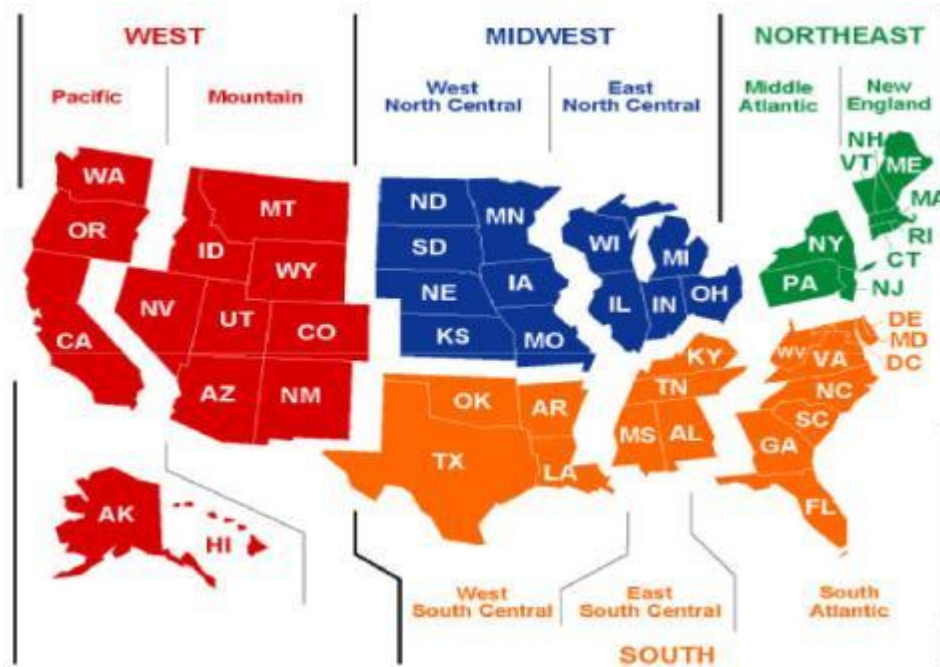 WEST
MIDWEST
NORTHEAST
Pacific
Mountain
West
North Central
East
North Central
Middle
Atlantic
New
England
WA
OR
CA
MT
ID
WY
NV
UT
CO
AZ
NM
AK
HI
ND
SD
NE
KS
MN
IA
MO
WI
IL
MI
IN
OH
NH
VT
ME
MA
RI
CT
NY
PA
NJ
OK
TX
AR
LA
KY
TN
MS
AL
WV
VA
NC
SC
GA
FL
DE
MD
DC
West
South Central
East
South Central
South
Atlantic
SOUTH